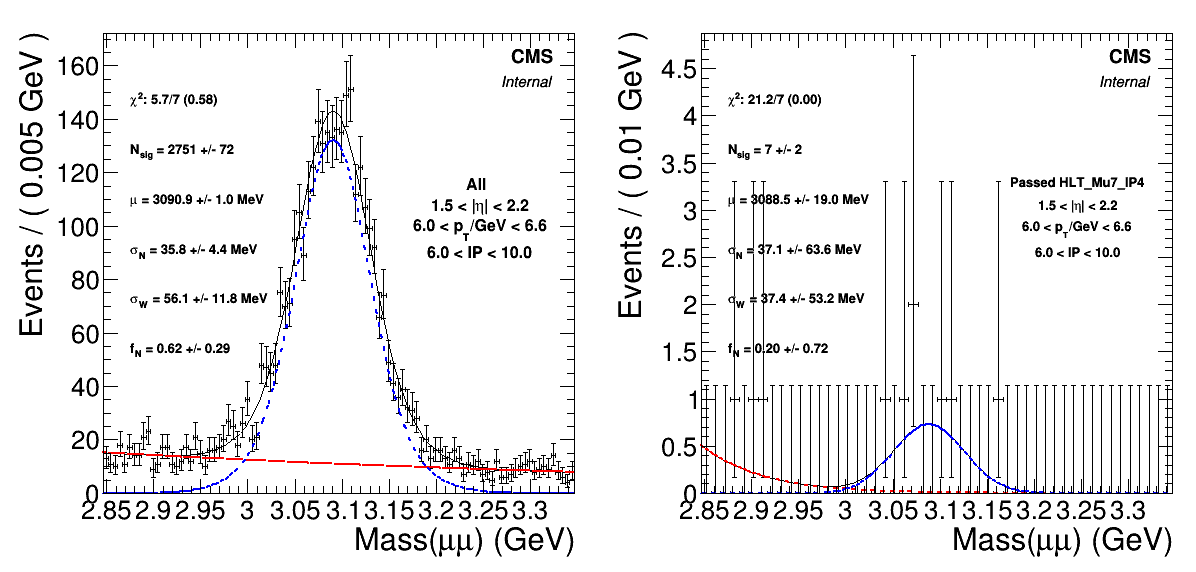 Events / ( 0.005 GeV )
160
140
120
100
80
60
40
20
0
CMS
Internal
χ²: 5.7/7 (0.58)
N_sig = 2751 +/- 72
μ = 3090.9 +/- 1.0 MeV
σ_N = 35.8 +/- 4.4 MeV
σ_W = 56.1 +/- 11.8 MeV
f_N = 0.62 +/- 0.29
All
1.5 < |η| < 2.2
6.0 < p_T/GeV < 6.6
6.0 < IP < 10.0
2.85 2.9 2.95 3 3.05 3.1 3.15 3.2 3.25 3.3
Mass(μμ) (GeV)
Events / ( 0.01 GeV )
4.5
4
3.5
3
2.5
2
1.5
1
0.5
0
CMS
Internal
χ²: 21.2/7 (0.00)
N_sig = 7 +/- 2
μ = 3088.5 +/- 19.0 MeV
σ_N = 37.1 +/- 63.6 MeV
σ_W = 37.4 +/- 53.2 MeV
f_N = 0.20 +/- 0.72
Passed HLT_Mu7_IP4
1.5 < |η| < 2.2
6.0 < p_T/GeV < 6.6
6.0 < IP < 10.0
2.85 2.9 2.95 3 3.05 3.1 3.15 3.2 3.25 3.3
Mass(μμ) (GeV)